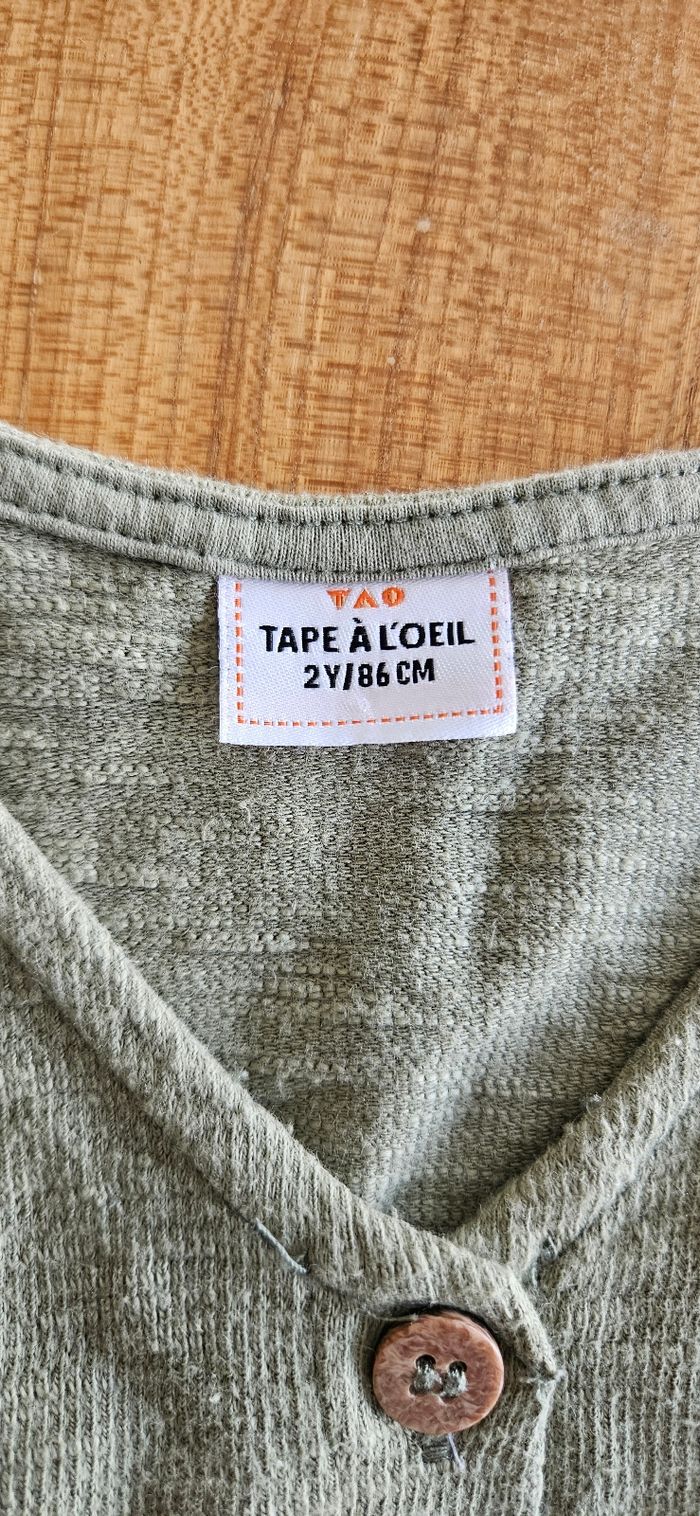 TAO
TAPE À L'OEIL
2Y/86 CM